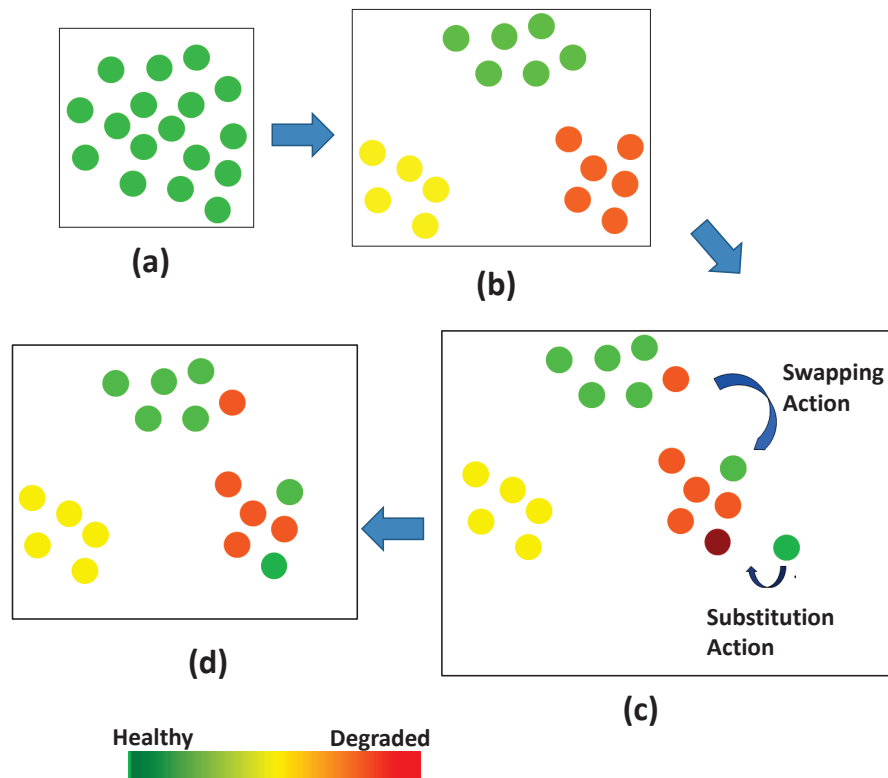 (a)
(b)
Swapping
Action
Substitution
Action
(d)
(c)
Healthy
Degraded